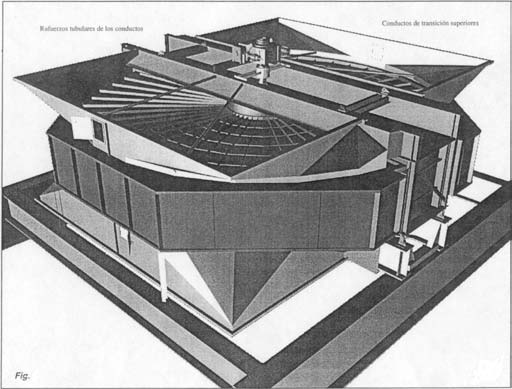 Refuerzos tubulares de los conductos
Conductos de transición superiores
Fig.